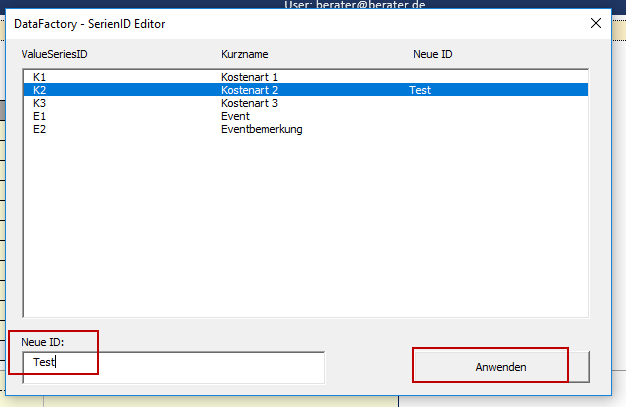 User: berater@berater.de
DataFactory - SerienID Editor
ValueSeriesID Kurzname Neue ID
K1 Kostenart 1
K2 Kostenart 2 Test
K3 Kostenart 3
E1 Event
E2 Eventbemerkung
Neue ID:
Test
Anwenden